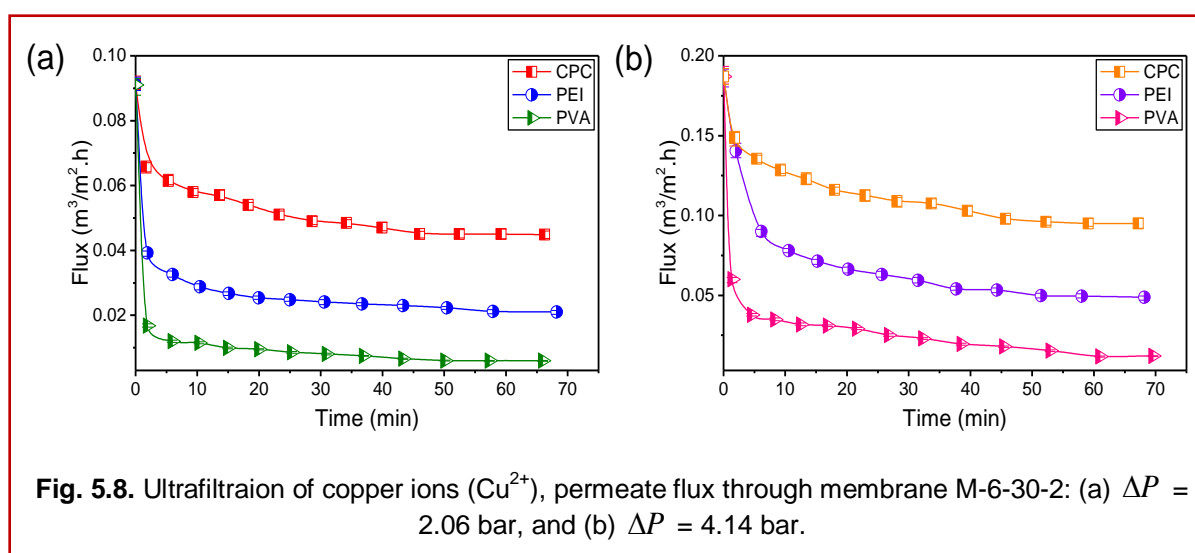 (a)
0.10
0.08
0.06
0.04
0.02
Flux (m³/m².h)
CPC
PEI
PVA
0 10 20 30 40 50 60 70
Time (min)
(b)
0.20
0.15
0.10
0.05
Flux (m³/m².h)
CPC
PEI
PVA
0 10 20 30 40 50 60 70
Time (min)
Fig. 5.8. Ultrafiltraion of copper ions (Cu²⁺), permeate flux through membrane M-6-30-2: (a) ΔP =
2.06 bar, and (b) ΔP = 4.14 bar.